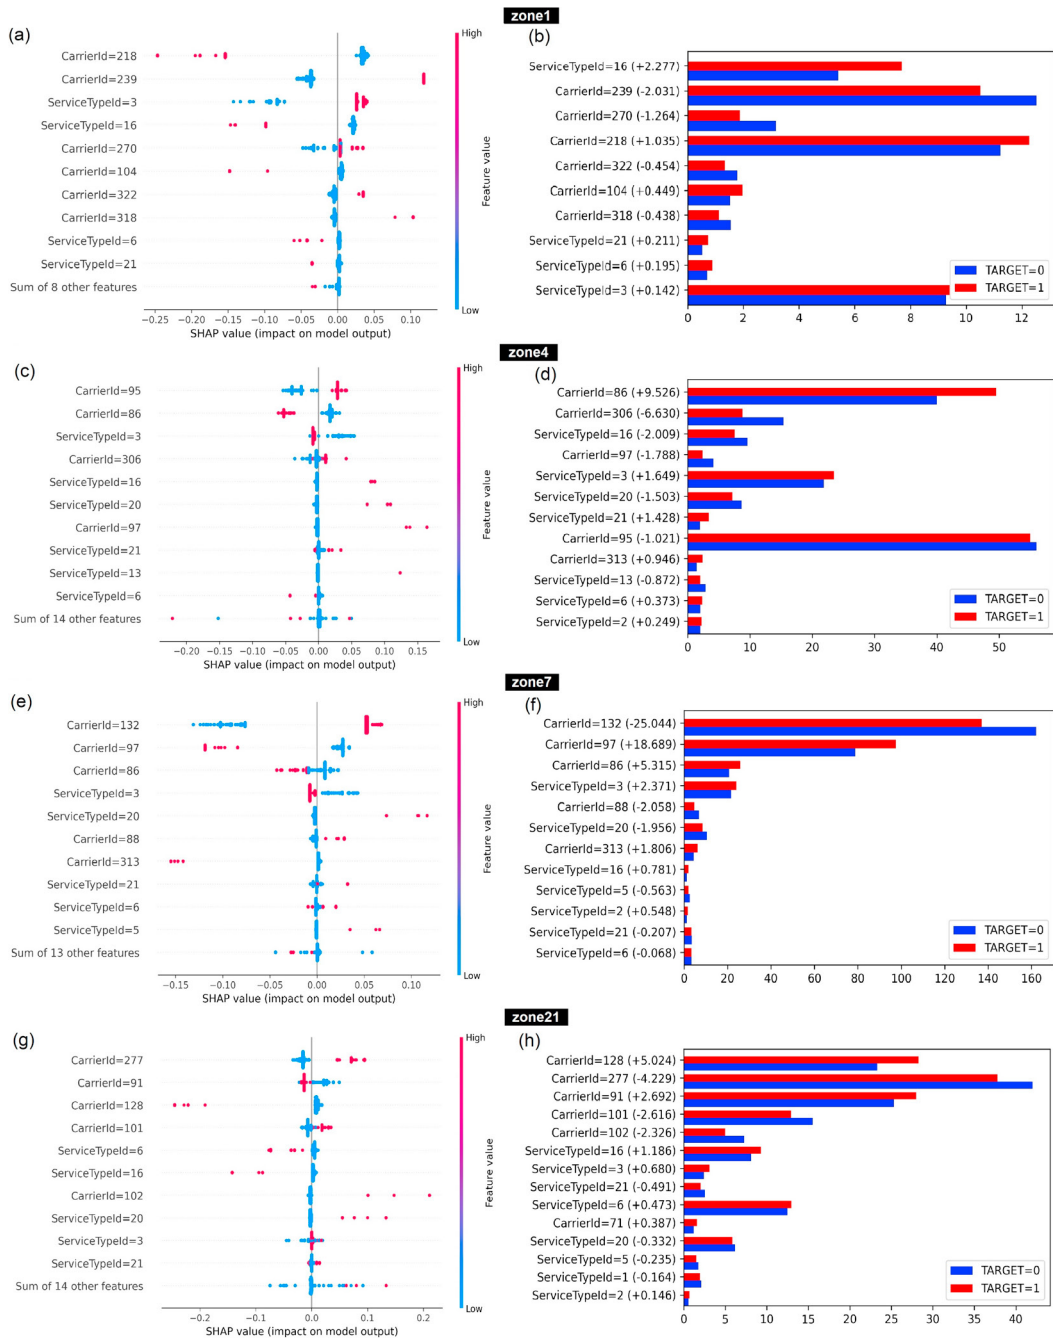 zone1
(a)
High
CarrierId=218
CarrierId=239
ServiceTypeId=3
ServiceTypeId=16
CarrierId=270
CarrierId=104
CarrierId=322
CarrierId=318
ServiceTypeId=6
ServiceTypeId=21
Sum of 8 other features
Feature value
Low
−0.25 −0.20 −0.15 −0.10 −0.05 0.00 0.05 0.10
SHAP value (impact on model output)
(b)
ServiceTypeId=16 (+2.277)
CarrierId=239 (-2.031)
CarrierId=270 (-1.264)
CarrierId=218 (+1.035)
CarrierId=322 (-0.454)
CarrierId=104 (+0.449)
CarrierId=318 (-0.438)
ServiceTypeId=21 (+0.211)
ServiceTypeId=6 (+0.195)
ServiceTypeId=3 (+0.142)
TARGET=0
TARGET=1
0 2 4 6 8 10 12
zone4
(c)
High
CarrierId=95
CarrierId=86
ServiceTypeId=3
CarrierId=306
ServiceTypeId=16
ServiceTypeId=20
CarrierId=97
ServiceTypeId=21
ServiceTypeId=13
ServiceTypeId=6
Sum of 14 other features
Feature value
Low
−0.20 −0.15 −0.10 −0.05 0.00 0.05 0.10 0.15
SHAP value (impact on model output)
(d)
CarrierId=86 (+9.526)
CarrierId=306 (-6.630)
ServiceTypeId=16 (-2.009)
CarrierId=97 (-1.788)
ServiceTypeId=3 (+1.649)
ServiceTypeId=20 (-1.503)
ServiceTypeId=21 (+1.428)
CarrierId=95 (-1.021)
CarrierId=313 (+0.946)
ServiceTypeId=13 (-0.872)
ServiceTypeId=6 (+0.373)
ServiceTypeId=2 (+0.249)
TARGET=0
TARGET=1
0 10 20 30 40 50
zone7
(e)
High
CarrierId=132
CarrierId=97
CarrierId=86
ServiceTypeId=3
ServiceTypeId=20
CarrierId=88
CarrierId=313
ServiceTypeId=21
ServiceTypeId=6
ServiceTypeId=5
Sum of 13 other features
Feature value
Low
−0.15 −0.10 −0.05 0.00 0.05 0.10
SHAP value (impact on model output)
(f)
CarrierId=132 (-25.044)
CarrierId=97 (+18.689)
CarrierId=86 (+5.315)
ServiceTypeId=3 (+2.371)
CarrierId=88 (-2.058)
ServiceTypeId=20 (-1.956)
CarrierId=313 (+1.806)
ServiceTypeId=16 (+0.781)
ServiceTypeId=5 (-0.563)
ServiceTypeId=2 (+0.548)
ServiceTypeId=21 (-0.207)
ServiceTypeId=6 (-0.068)
TARGET=0
TARGET=1
0 20 40 60 80 100 120 140 160
zone21
(g)
High
CarrierId=277
CarrierId=91
CarrierId=128
CarrierId=101
ServiceTypeId=6
ServiceTypeId=16
CarrierId=102
ServiceTypeId=20
ServiceTypeId=3
ServiceTypeId=21
Sum of 14 other features
Feature value
Low
−0.2 −0.1 0.0 0.1 0.2
SHAP value (impact on model output)
(h)
CarrierId=128 (+5.024)
CarrierId=277 (-4.229)
CarrierId=91 (+2.692)
CarrierId=101 (-2.616)
CarrierId=102 (-2.326)
ServiceTypeId=16 (+1.186)
ServiceTypeId=3 (+0.680)
ServiceTypeId=21 (-0.491)
ServiceTypeId=6 (+0.473)
CarrierId=71 (+0.387)
ServiceTypeId=20 (-0.332)
ServiceTypeId=5 (-0.235)
ServiceTypeId=1 (-0.164)
ServiceTypeId=2 (+0.146)
TARGET=0
TARGET=1
0 5 10 15 20 25 30 35 40